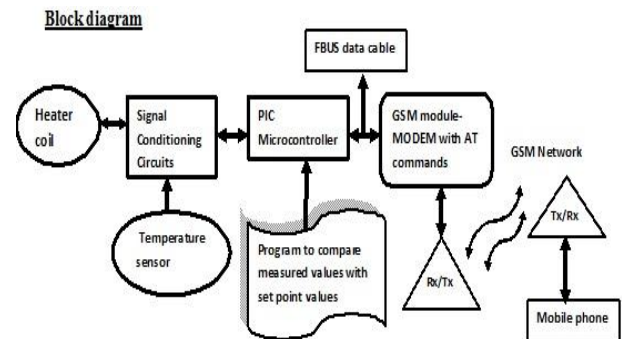 Block diagram
FBUS data cable
Heater
coil
Signal
Conditioning
Circuits
PIC
Microcontroller
GSM module-
MODEM with AT
commands
GSM Network
Tx/Rx
Temperature
sensor
Program to compare
measured values with
set point values
Rx/Tx
Mobile phone